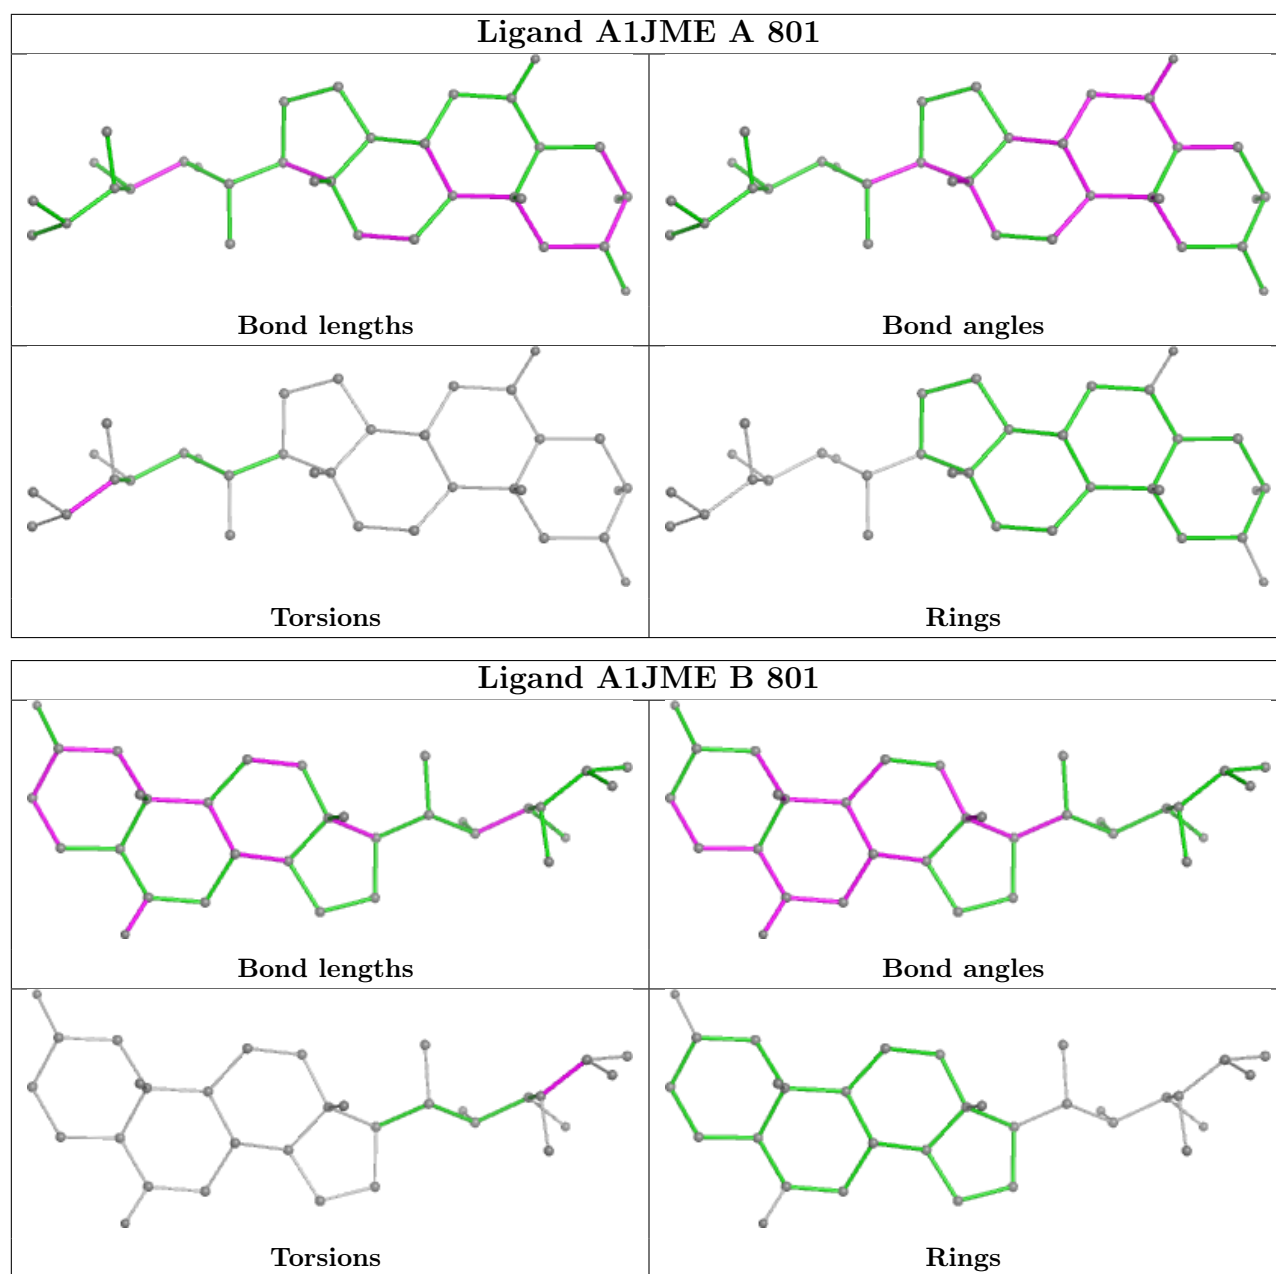 Ligand A1JME A 801
Bond lengths
Bond angles
Torsions
Rings
Ligand A1JME B 801
Bond lengths
Bond angles
Torsions
Rings